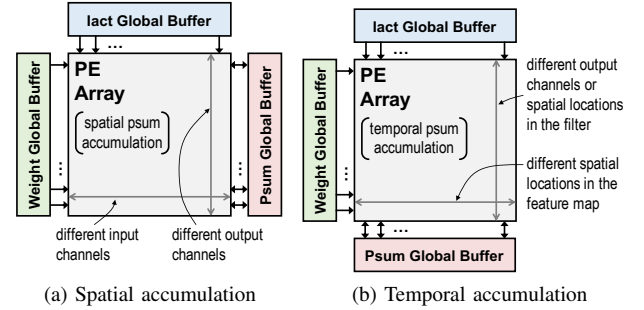 Iact Global Buffer
...
PE
Array
spatial psum
accumulation
Weight Global Buffer
...
Psum Global Buffer
...
different input
channels
different output
channels
(a) Spatial accumulation
Iact Global Buffer
...
PE
Array
temporal psum
accumulation
Weight Global Buffer
...
different output
channels or
spatial locations
in the filter
different spatial
locations in the
feature map
...
Psum Global Buffer
(b) Temporal accumulation